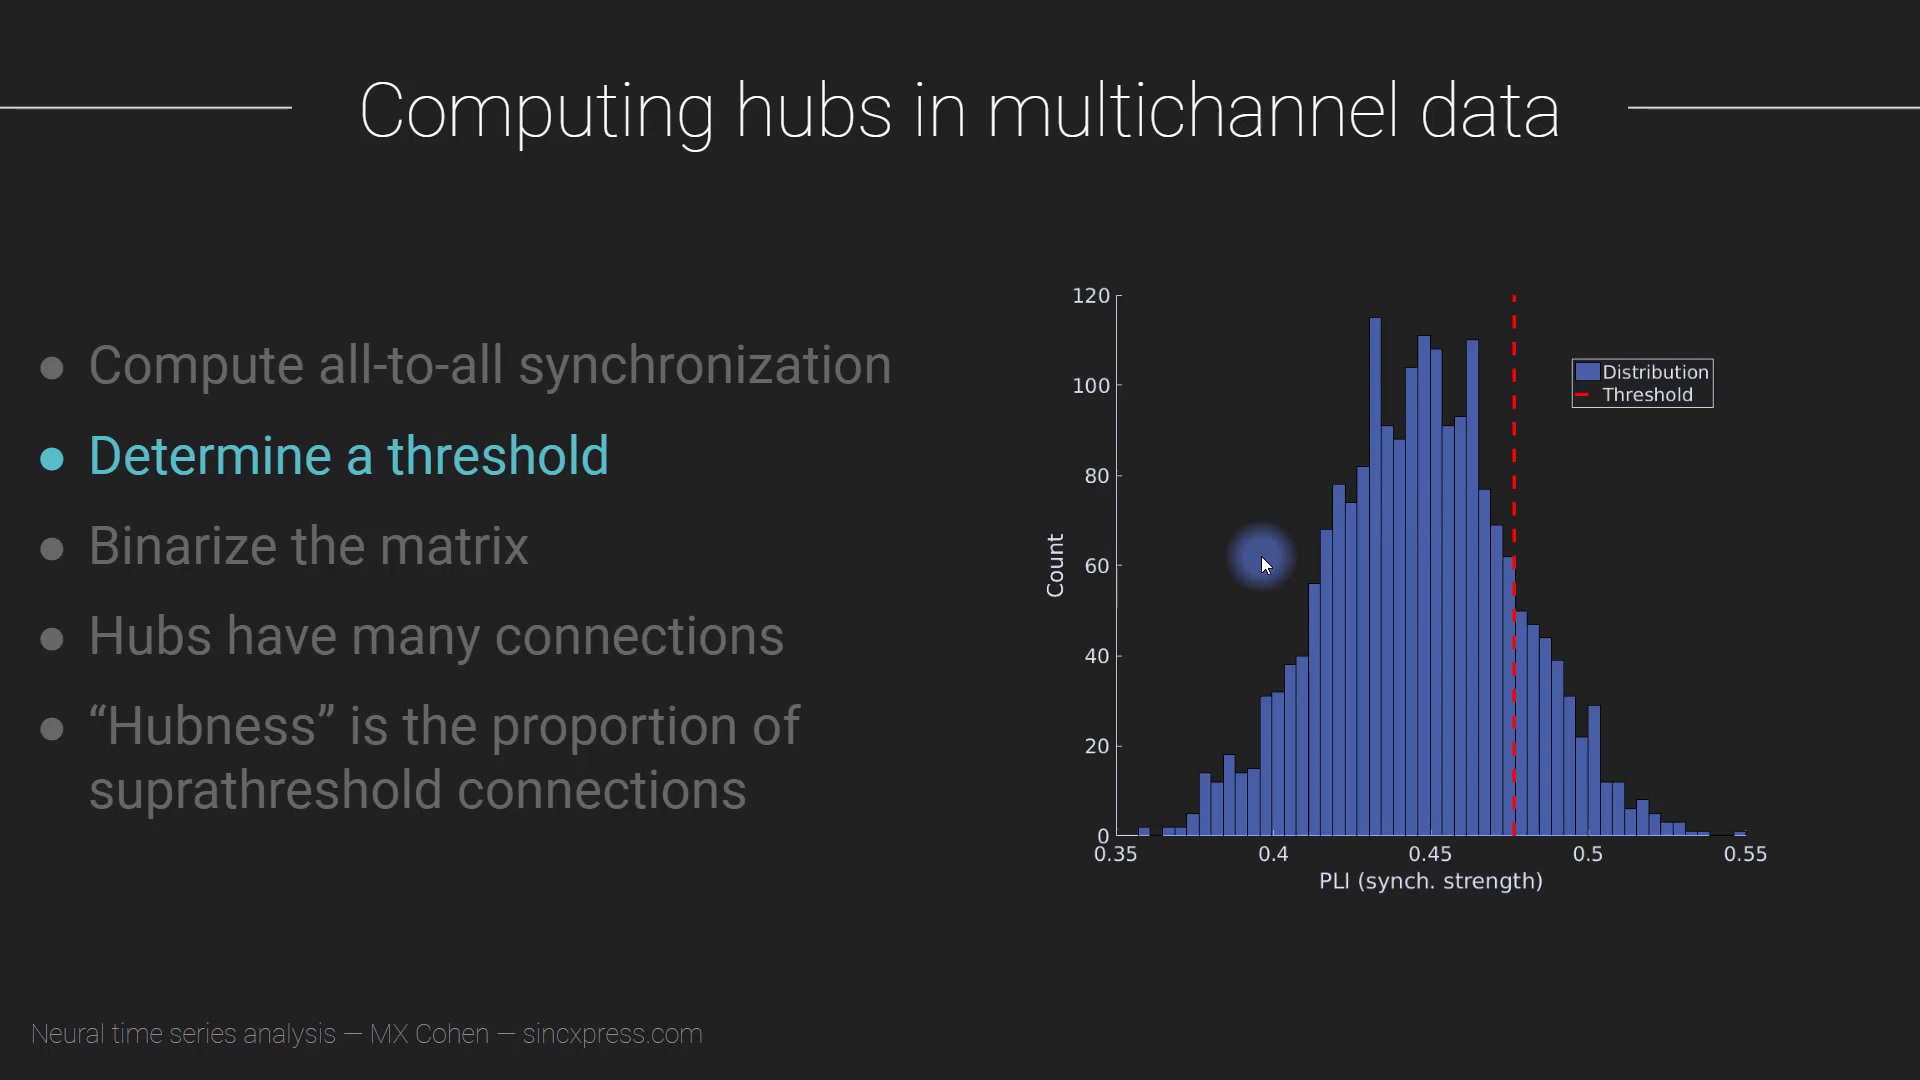 Computing hubs in multichannel data
● Compute all-to-all synchronization
● Determine a threshold
● Binarize the matrix
● Hubs have many connections
● “Hubness” is the proportion of
suprathreshold connections
120
100
80
60
40
20
0
Count
0.35 0.4 0.45 0.5 0.55
PLI (synch. strength)
Distribution
Threshold
Neural time series analysis — MX Cohen — sincxpress.com